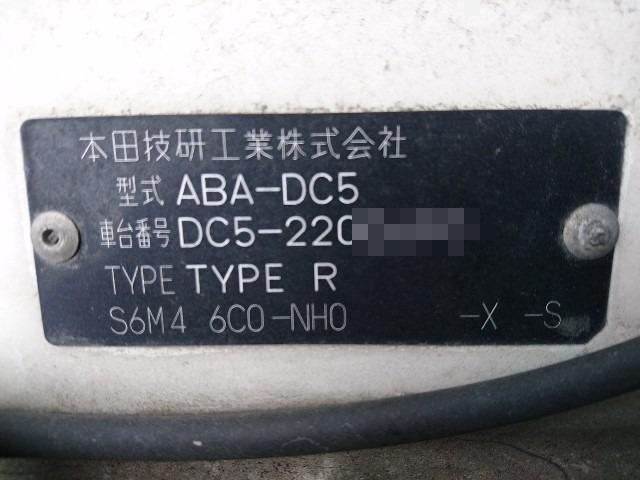 本田技研工業株式会社
型式 ABA-DC5
車台番号 DC5-220
TYPE TYPE R
S6M4 6C0-NH0 -X -S